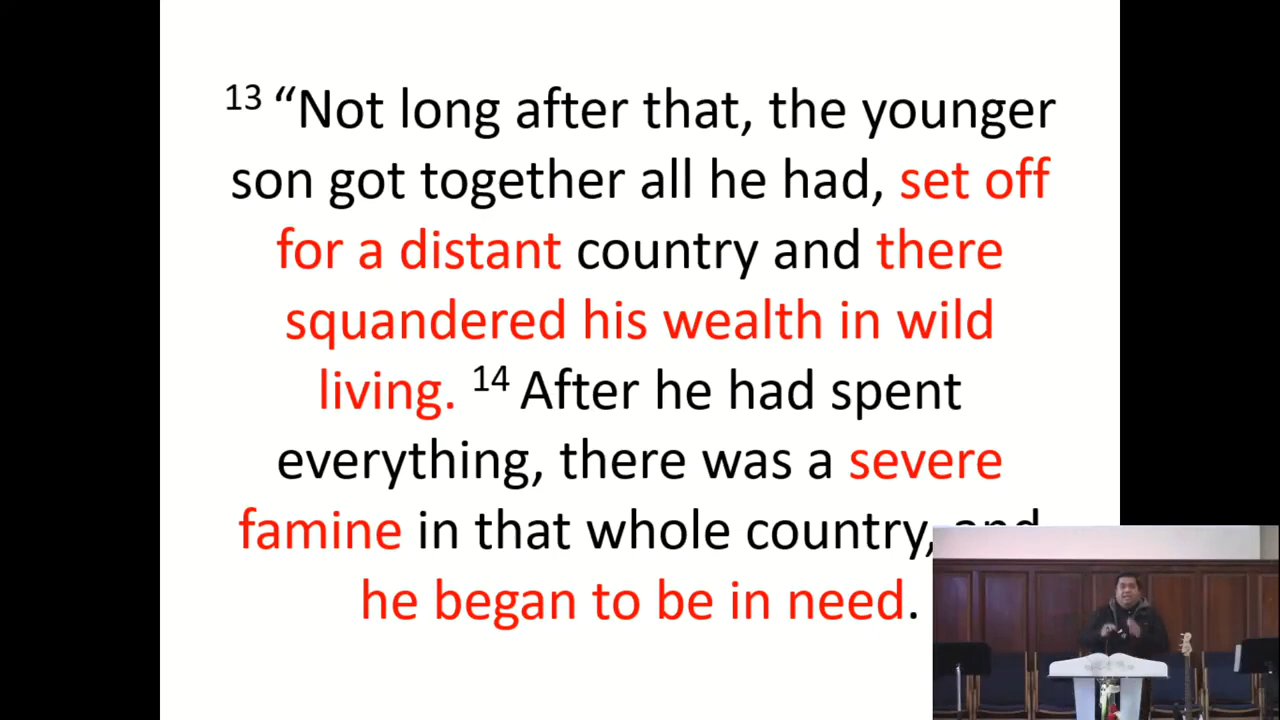 13 “Not long after that, the younger
son got together all he had, set off
for a distant country and there
squandered his wealth in wild
living. 14 After he had spent
everything, there was a severe
famine in that whole country, and
he began to be in need.